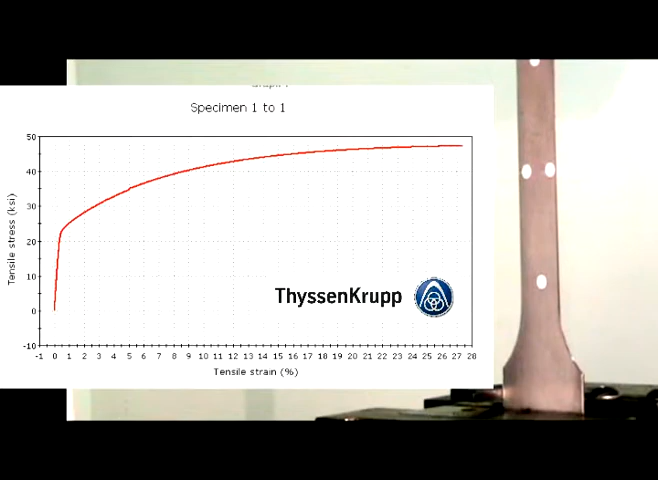 Specimen 1 to 1
Tensile stress (ksi)
50
40
30
20
10
0
-10
ThyssenKrupp
-1 0 1 2 3 4 5 6 7 8 9 10 11 12 13 14 15 16 17 18 19 20 21 22 23 24 25 26 27 28
Tensile strain (%)